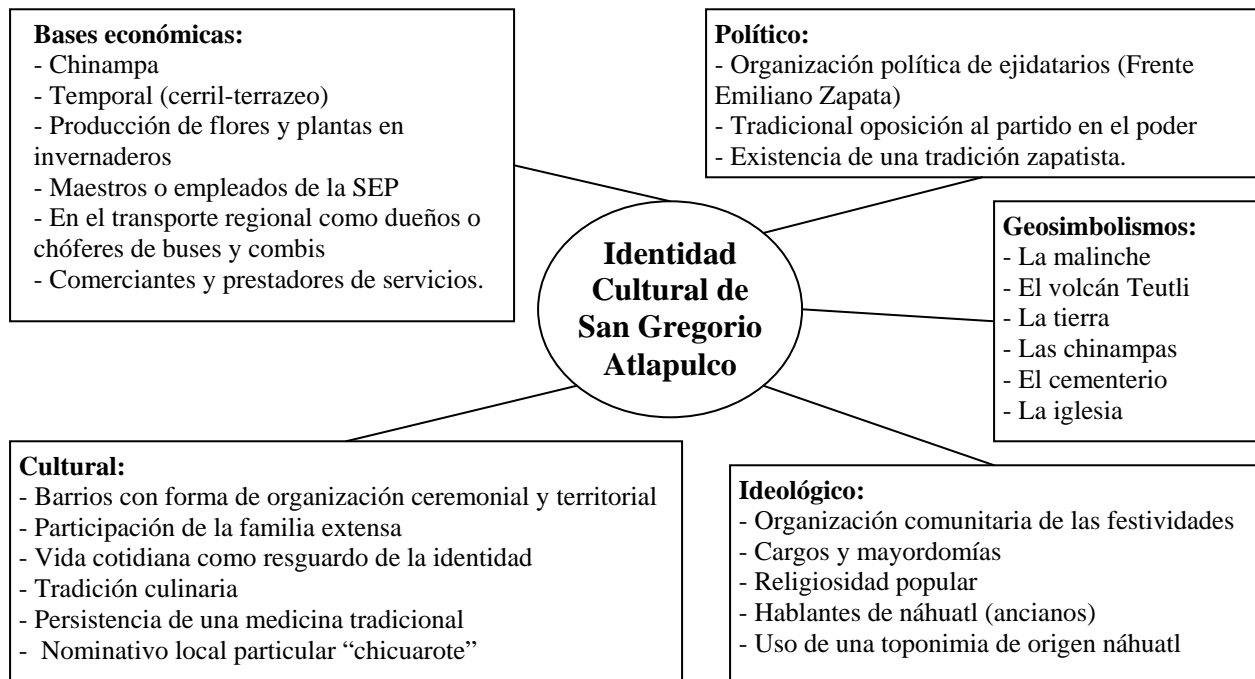 Bases económicas:
- Chinampa
- Temporal (cerril-terrazeo)
- Producción de flores y plantas en
invernaderos
- Maestros o empleados de la SEP
- En el transporte regional como dueños o
chóferes de buses y combis
- Comerciantes y prestadores de servicios.
Político:
- Organización política de ejidatarios (Frente
Emiliano Zapata)
- Tradicional oposición al partido en el poder
- Existencia de una tradición zapatista.
Identidad
Cultural de
San Gregorio
Atlapulco
Geosimbolismos:
- La malinche
- El volcán Teutli
- La tierra
- Las chinampas
- El cementerio
- La iglesia
Cultural:
- Barrios con forma de organización ceremonial y territorial
- Participación de la familia extensa
- Vida cotidiana como resguardo de la identidad
- Tradición culinaria
- Persistencia de una medicina tradicional
- Nominativo local particular “chicuarote”
Ideológico:
- Organización comunitaria de las festividades
- Cargos y mayordomías
- Religiosidad popular
- Hablantes de náhuatl (ancianos)
- Uso de una toponimia de origen náhuatl